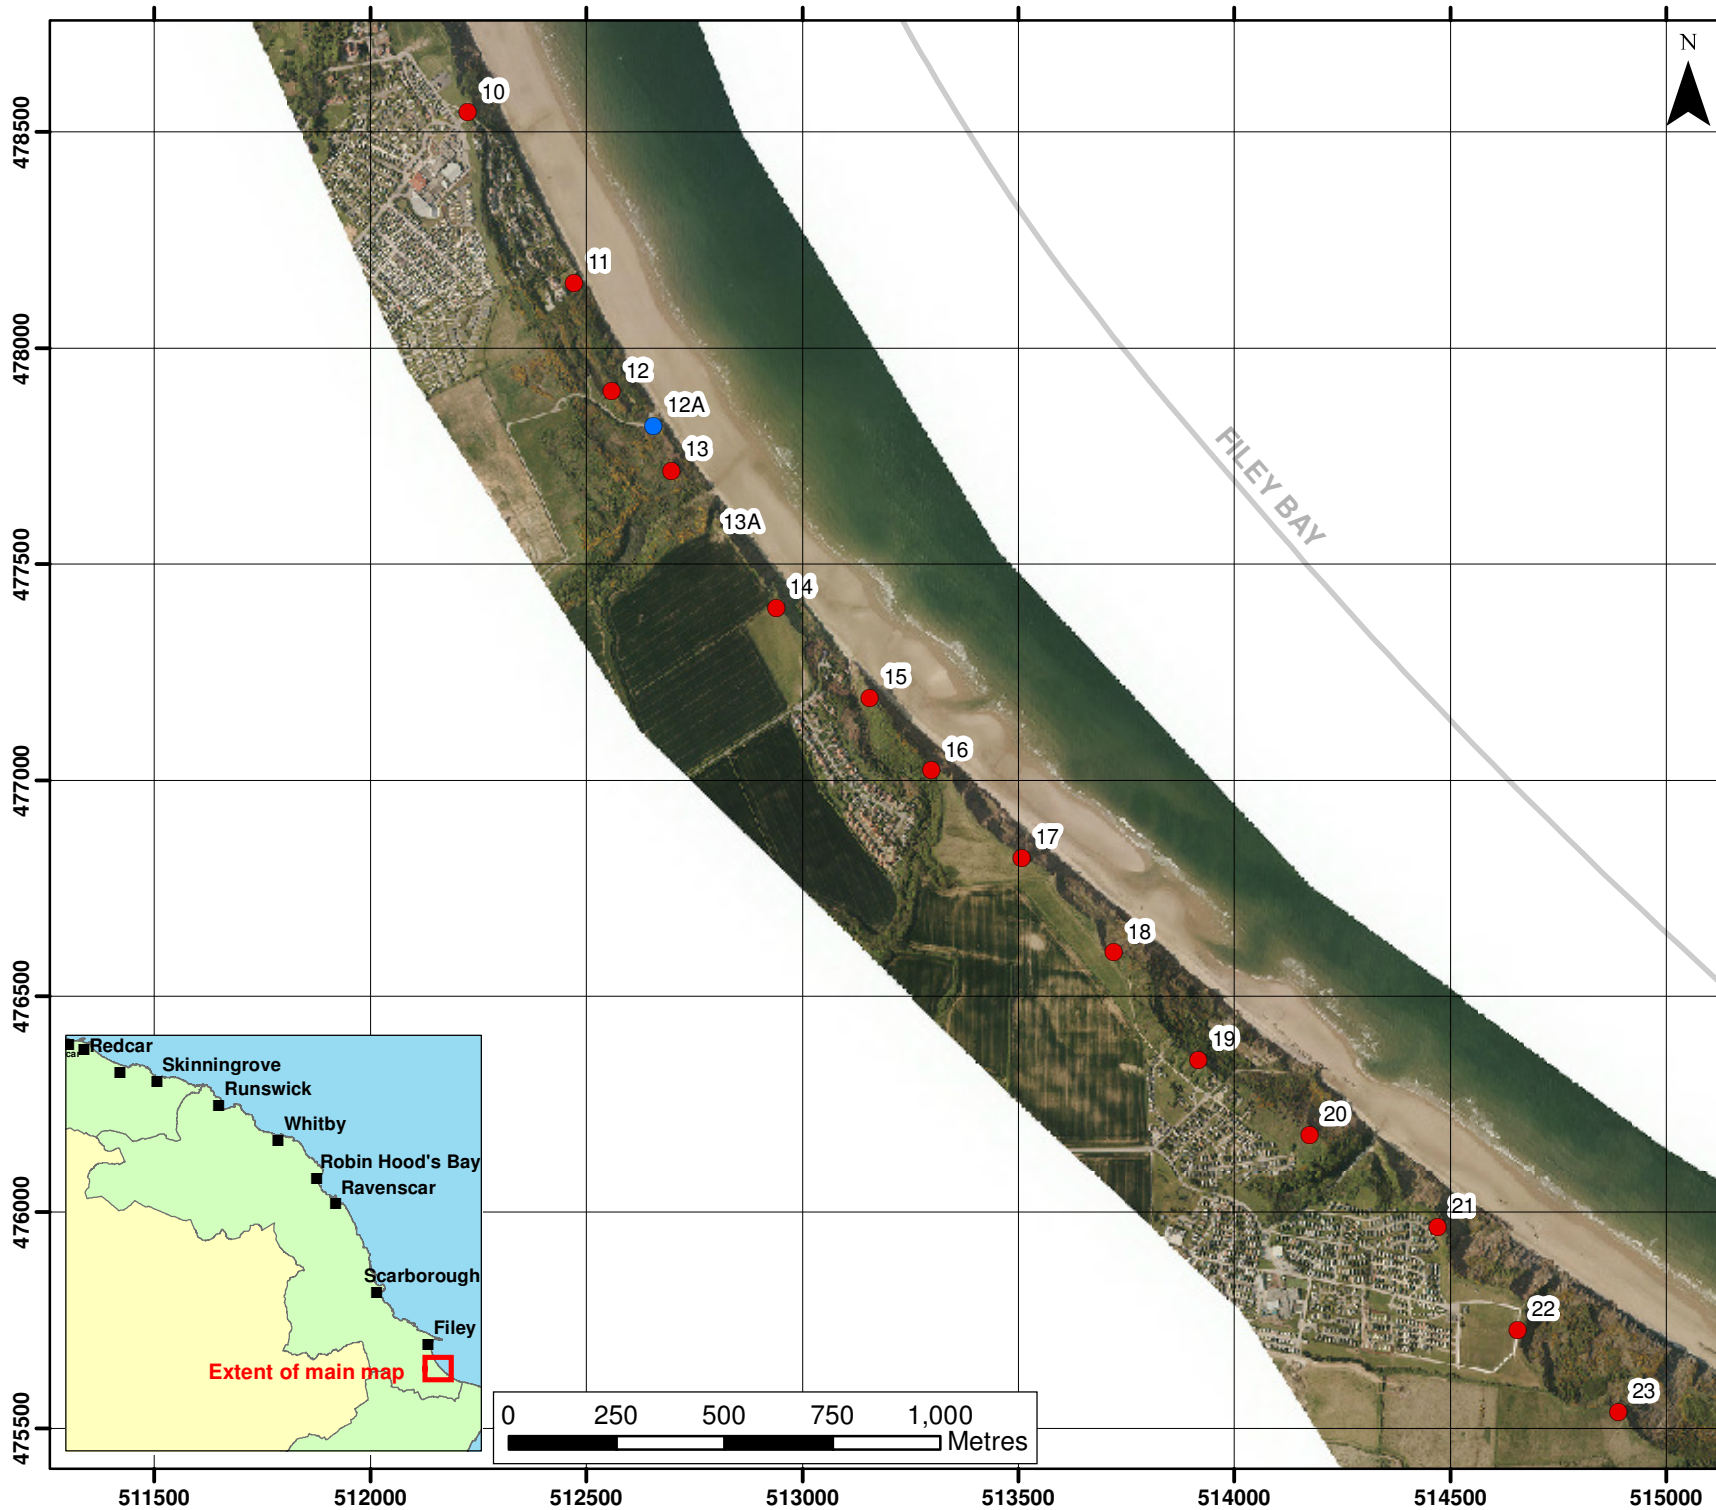 N
10
478500
11
478000
12
12A
13
13A
477500
14
FILEY BAY
15
16
477000
17
18
476500
19
20
476000
21
22
23
475500
car
Redcar
Skinningrove
Runswick
Whitby
Robin Hood's Bay
Ravenscar
Scarborough
Filey
Extent of main map
0 250 500 750 1,000
Metres
511500 512000 512500 513000 513500 514000 514500 515000